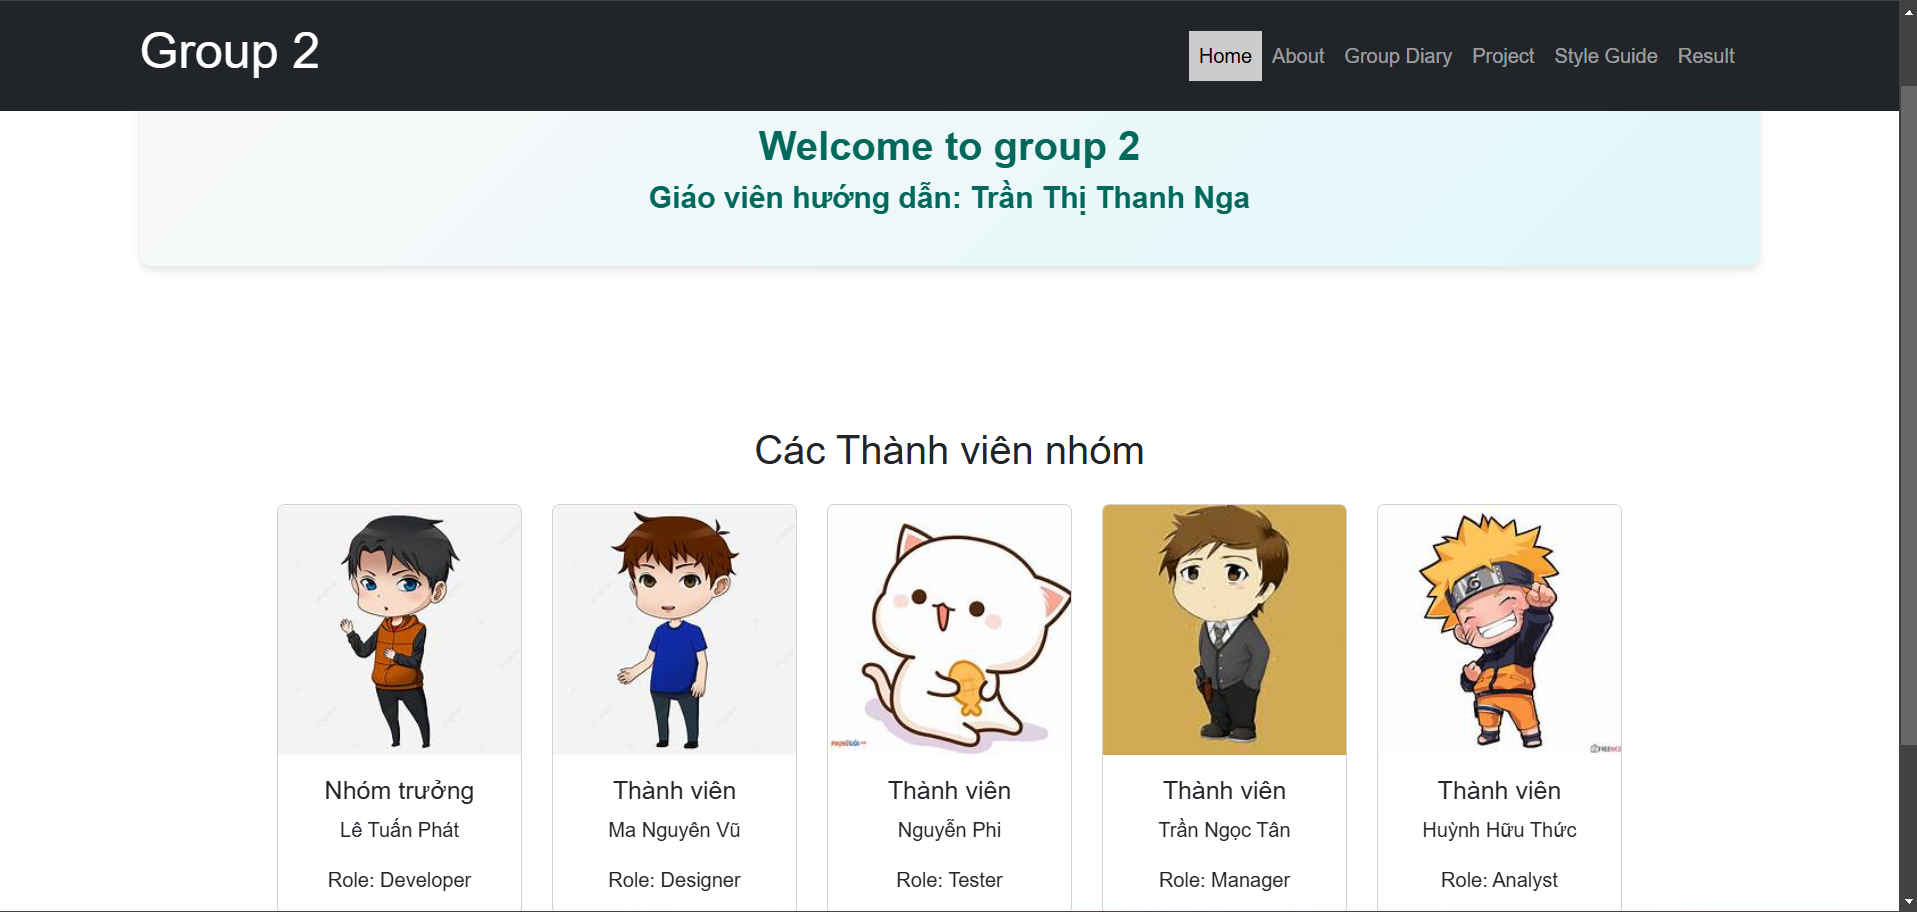 Group 2
Home About Group Diary Project Style Guide Result
Welcome to group 2
Giáo viên hướng dẫn: Trần Thị Thanh Nga
Các Thành viên nhóm
Nhóm trưởng
Lê Tuấn Phát
Role: Developer
Thành viên
Ma Nguyên Vũ
Role: Designer
Thành viên
Nguyễn Phi
Role: Tester
Thành viên
Trần Ngọc Tân
Role: Manager
Thành viên
Huỳnh Hữu Thức
Role: Analyst